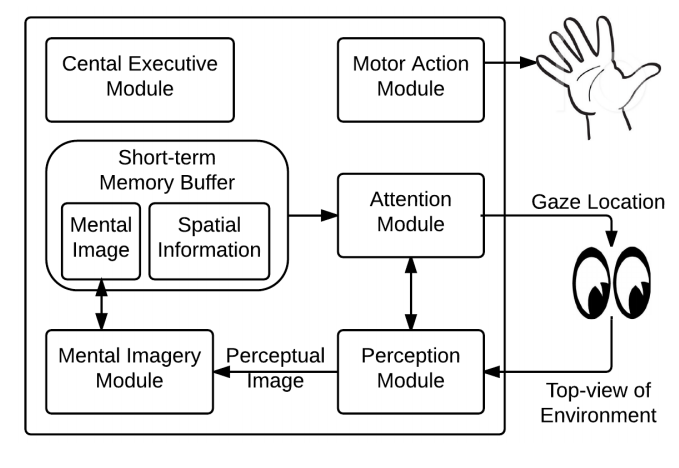 Cental Executive
Module
Motor Action
Module
Short-term
Memory Buffer
Mental
Image
Spatial
Information
Attention
Module
Gaze Location
Mental Imagery
Module
Perceptual
Image
Perception
Module
Top-view of
Environment